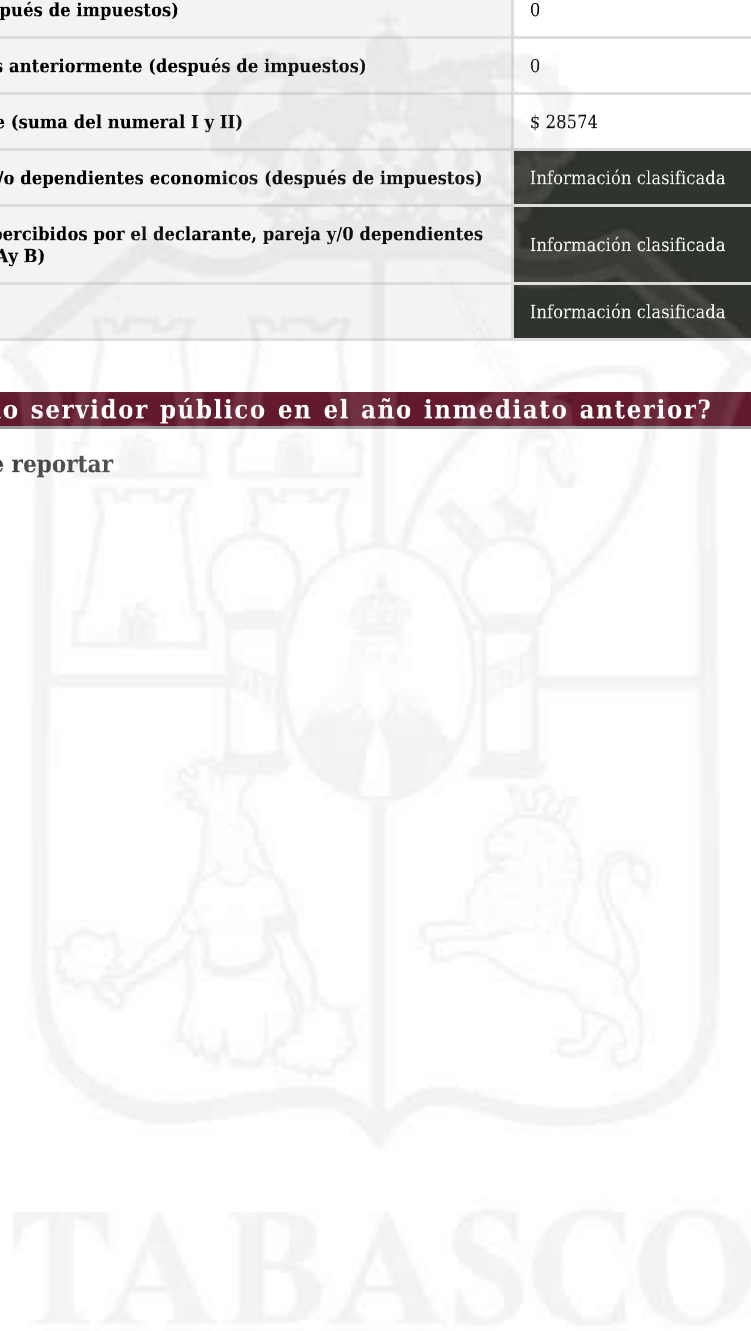 pués de impuestos) 0
s anteriormente (después de impuestos) 0
e (suma del numeral I y II) $ 28574
/o dependientes economicos (después de impuestos) Información clasificada
percibidos por el declarante, pareja y/0 dependientes
Ay B) Información clasificada
Información clasificada
o servidor público en el año inmediato anterior?
e reportar
TABASCO